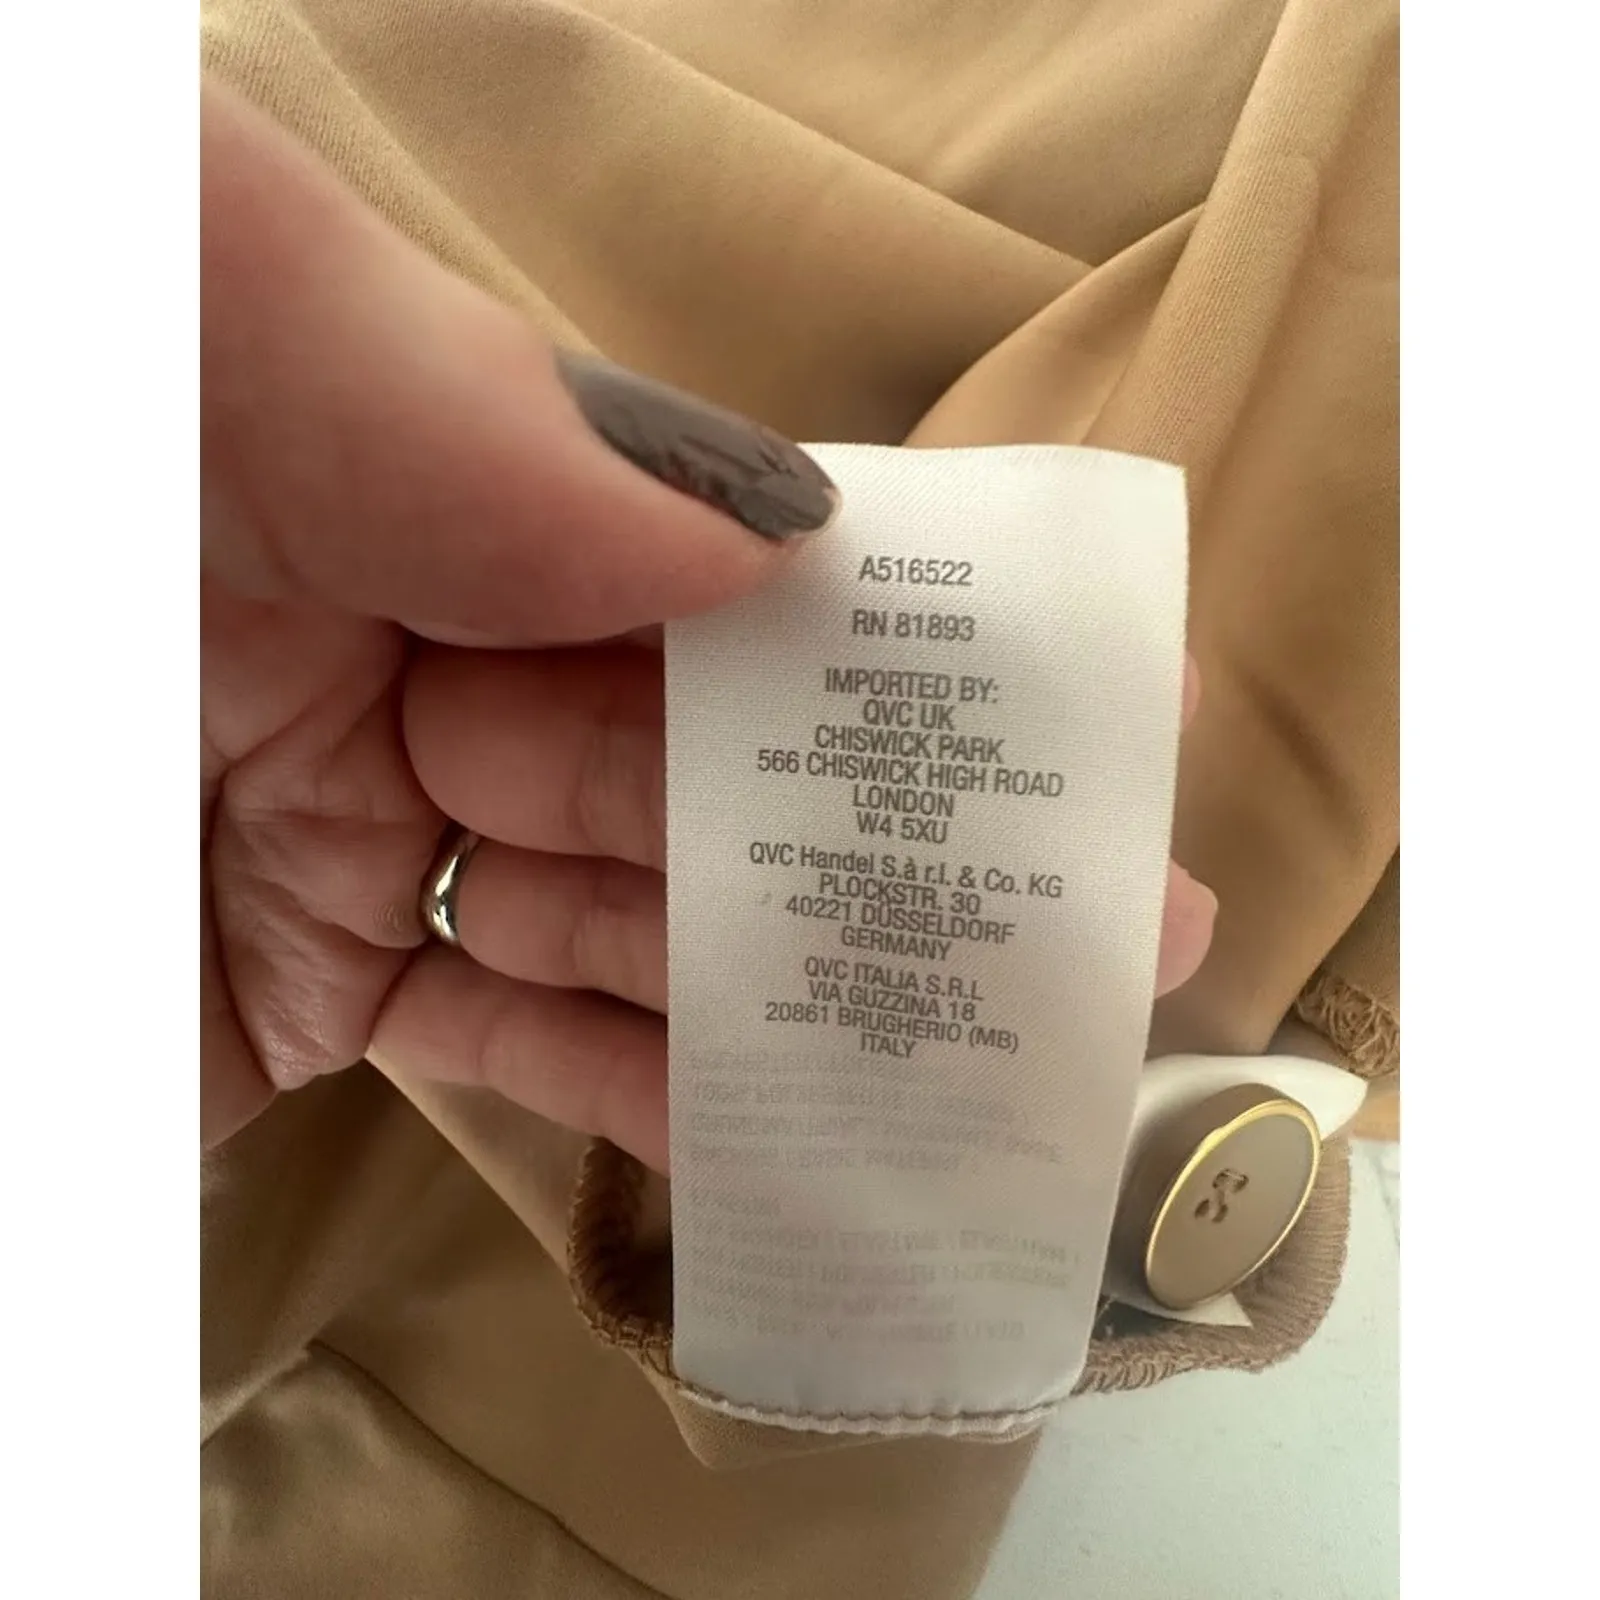 A516522
RN 81893
IMPORTED BY:
QVC UK
CHISWICK PARK
566 CHISWICK HIGH ROAD
LONDON
W4 5XU
QVC Handel S.à r.l. & Co. KG
PLOCKSTR. 30
40221 DÜSSELDORF
GERMANY
QVC ITALIA S.R.L
VIA GUZZINA 18
20861 BRUGHERIO (MB)
ITALY